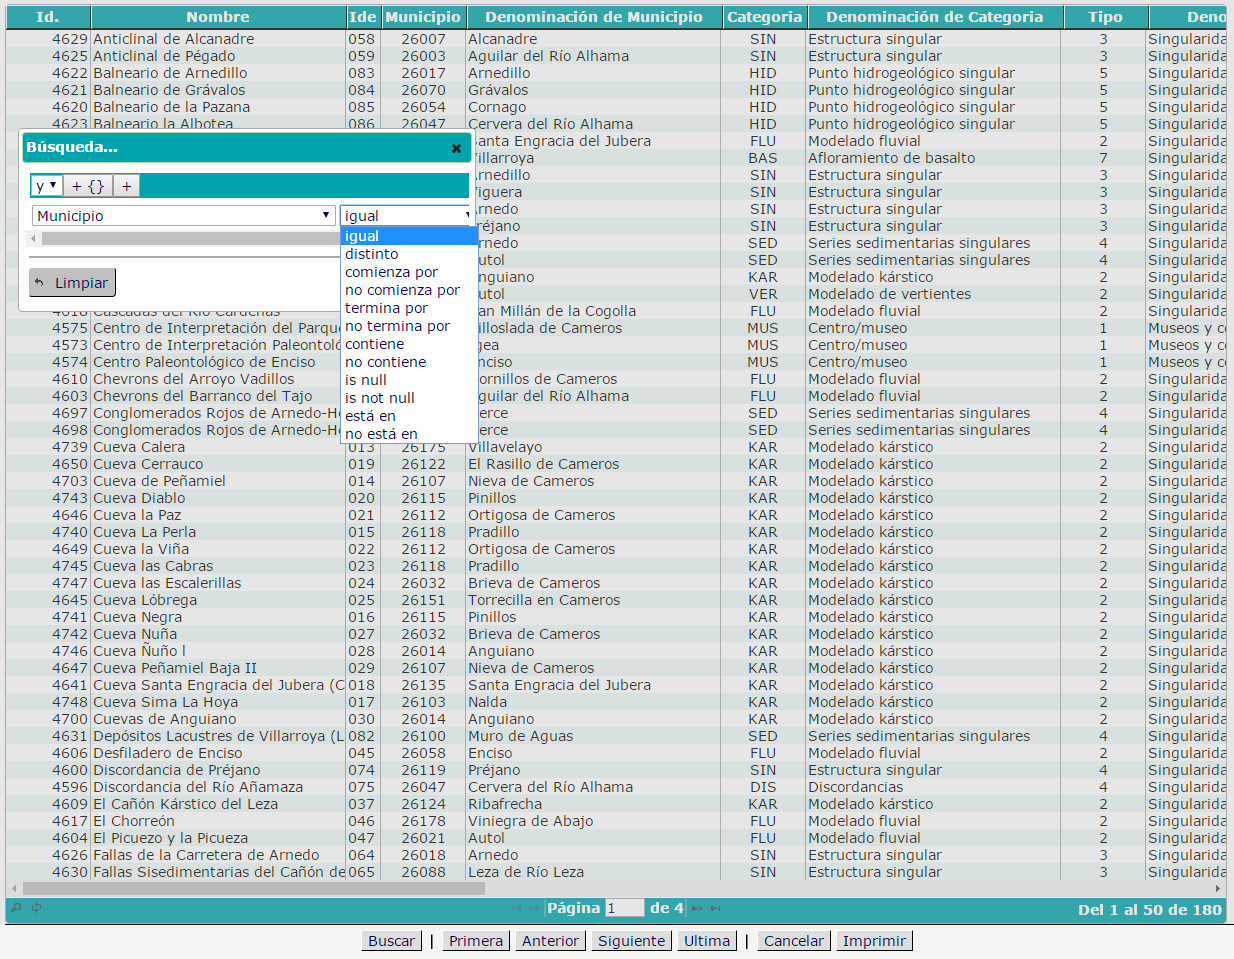 Id. Nombre Ide Municipio Denominación de Municipio Categoria Denominación de Categoria Tipo Deno
4629 Anticlinal de Alcanadre 058 26007 Alcanadre SIN Estructura singular 3 Singularida
4625 Anticlinal de Pégado 059 26003 Aguilar del Río Alhama SIN Estructura singular 3 Singularida
4622 Balneario de Arnedillo 083 26017 Arnedillo HID Punto hidrogeológico singular 5 Singularida
4621 Balneario de Grávalos 084 26070 Grávalos HID Punto hidrogeológico singular 5 Singularida
4620 Balneario de la Pazana 085 26054 Cornago HID Punto hidrogeológico singular 5 Singularida
4623 Balneario la Albotea 086 26047 Cervera del Río Alhama HID Punto hidrogeológico singular 5 Singularida
Santa Engracia del Jubera FLU Modelado fluvial 2 Singularida
Villarroya BAS Afloramiento de basalto 7 Singularida
Arnedillo SIN Estructura singular 3 Singularida
Viguera SIN Estructura singular 3 Singularida
Arnedo SIN Estructura singular 3 Singularida
Préjano SIN Estructura singular 3 Singularida
Arnedo SED Series sedimentarias singulares 4 Singularida
Autol SED Series sedimentarias singulares 4 Singularida
Anguiano KAR Modelado kárstico 2 Singularida
Autol VER Modelado de vertientes 2 Singularida
Búsqueda...
y + {} +
Municipio igual
igual
distinto
comienza por
no comienza por
termina por
no termina por
contiene
no contiene
is null
is not null
está en
no está en
Limpiar
4618 Cascadas del Río Cárdenas San Millán de la Cogolla FLU Modelado fluvial 2 Singularida
4575 Centro de Interpretación del Parque Villoslada de Cameros MUS Centro/museo 1 Museos y ce
4573 Centro de Interpretación Paleontoló Igea MUS Centro/museo 1 Museos y ce
4574 Centro Paleontológico de Enciso Enciso MUS Centro/museo 1 Museos y ce
4610 Chevrons del Arroyo Vadillos Hornillos de Cameros FLU Modelado fluvial 2 Singularida
4603 Chevrons del Barranco del Tajo Aguilar del Río Alhama FLU Modelado fluvial 2 Singularida
4697 Conglomerados Rojos de Arnedo-He Herce SED Series sedimentarias singulares 4 Singularida
4698 Conglomerados Rojos de Arnedo-He Herce SED Series sedimentarias singulares 4 Singularida
4739 Cueva Calera 013 26175 Villavelayo KAR Modelado kárstico 2 Singularida
4650 Cueva Cerrauco 019 26122 El Rasillo de Cameros KAR Modelado kárstico 2 Singularida
4703 Cueva de Peñamiel 014 26107 Nieva de Cameros KAR Modelado kárstico 2 Singularida
4743 Cueva Diablo 020 26115 Pinillos KAR Modelado kárstico 2 Singularida
4646 Cueva la Paz 021 26112 Ortigosa de Cameros KAR Modelado kárstico 2 Singularida
4740 Cueva La Perla 015 26118 Pradillo KAR Modelado kárstico 2 Singularida
4649 Cueva la Viña 022 26112 Ortigosa de Cameros KAR Modelado kárstico 2 Singularida
4745 Cueva las Cabras 023 26118 Pradillo KAR Modelado kárstico 2 Singularida
4747 Cueva las Escalerillas 024 26032 Brieva de Cameros KAR Modelado kárstico 2 Singularida
4645 Cueva Lóbrega 025 26151 Torrecilla en Cameros KAR Modelado kárstico 2 Singularida
4741 Cueva Negra 016 26115 Pinillos KAR Modelado kárstico 2 Singularida
4742 Cueva Nuña 027 26032 Brieva de Cameros KAR Modelado kárstico 2 Singularida
4746 Cueva Ñuño l 028 26014 Anguiano KAR Modelado kárstico 2 Singularida
4647 Cueva Peñamiel Baja II 029 26107 Nieva de Cameros KAR Modelado kárstico 2 Singularida
4641 Cueva Santa Engracia del Jubera (C 018 26135 Santa Engracia del Jubera KAR Modelado kárstico 2 Singularida
4748 Cueva Sima La Hoya 017 26103 Nalda KAR Modelado kárstico 2 Singularida
4700 Cuevas de Anguiano 030 26014 Anguiano KAR Modelado kárstico 2 Singularida
4631 Depósitos Lacustres de Villarroya (L 082 26100 Muro de Aguas SED Series sedimentarias singulares 4 Singularida
4606 Desfiladero de Enciso 045 26058 Enciso FLU Modelado fluvial 2 Singularida
4600 Discordancia de Préjano 074 26119 Préjano SIN Estructura singular 4 Singularida
4596 Discordancia del Río Añamaza 075 26047 Cervera del Río Alhama DIS Discordancias 4 Singularida
4609 El Cañón Kárstico del Leza 037 26124 Ribafrecha KAR Modelado kárstico 2 Singularida
4617 El Chorreón 046 26178 Viniegra de Abajo FLU Modelado fluvial 2 Singularida
4604 El Picuezo y la Picueza 047 26021 Autol FLU Modelado fluvial 2 Singularida
4626 Fallas de la Carretera de Arnedo 064 26018 Arnedo SIN Estructura singular 3 Singularida
4630 Fallas Sisedimentarias del Cañón de 065 26088 Leza de Río Leza SIN Estructura singular 3 Singularida
Página 1 de 4 Del 1 al 50 de 180
Buscar | Primera Anterior Siguiente Ultima | Cancelar Imprimir